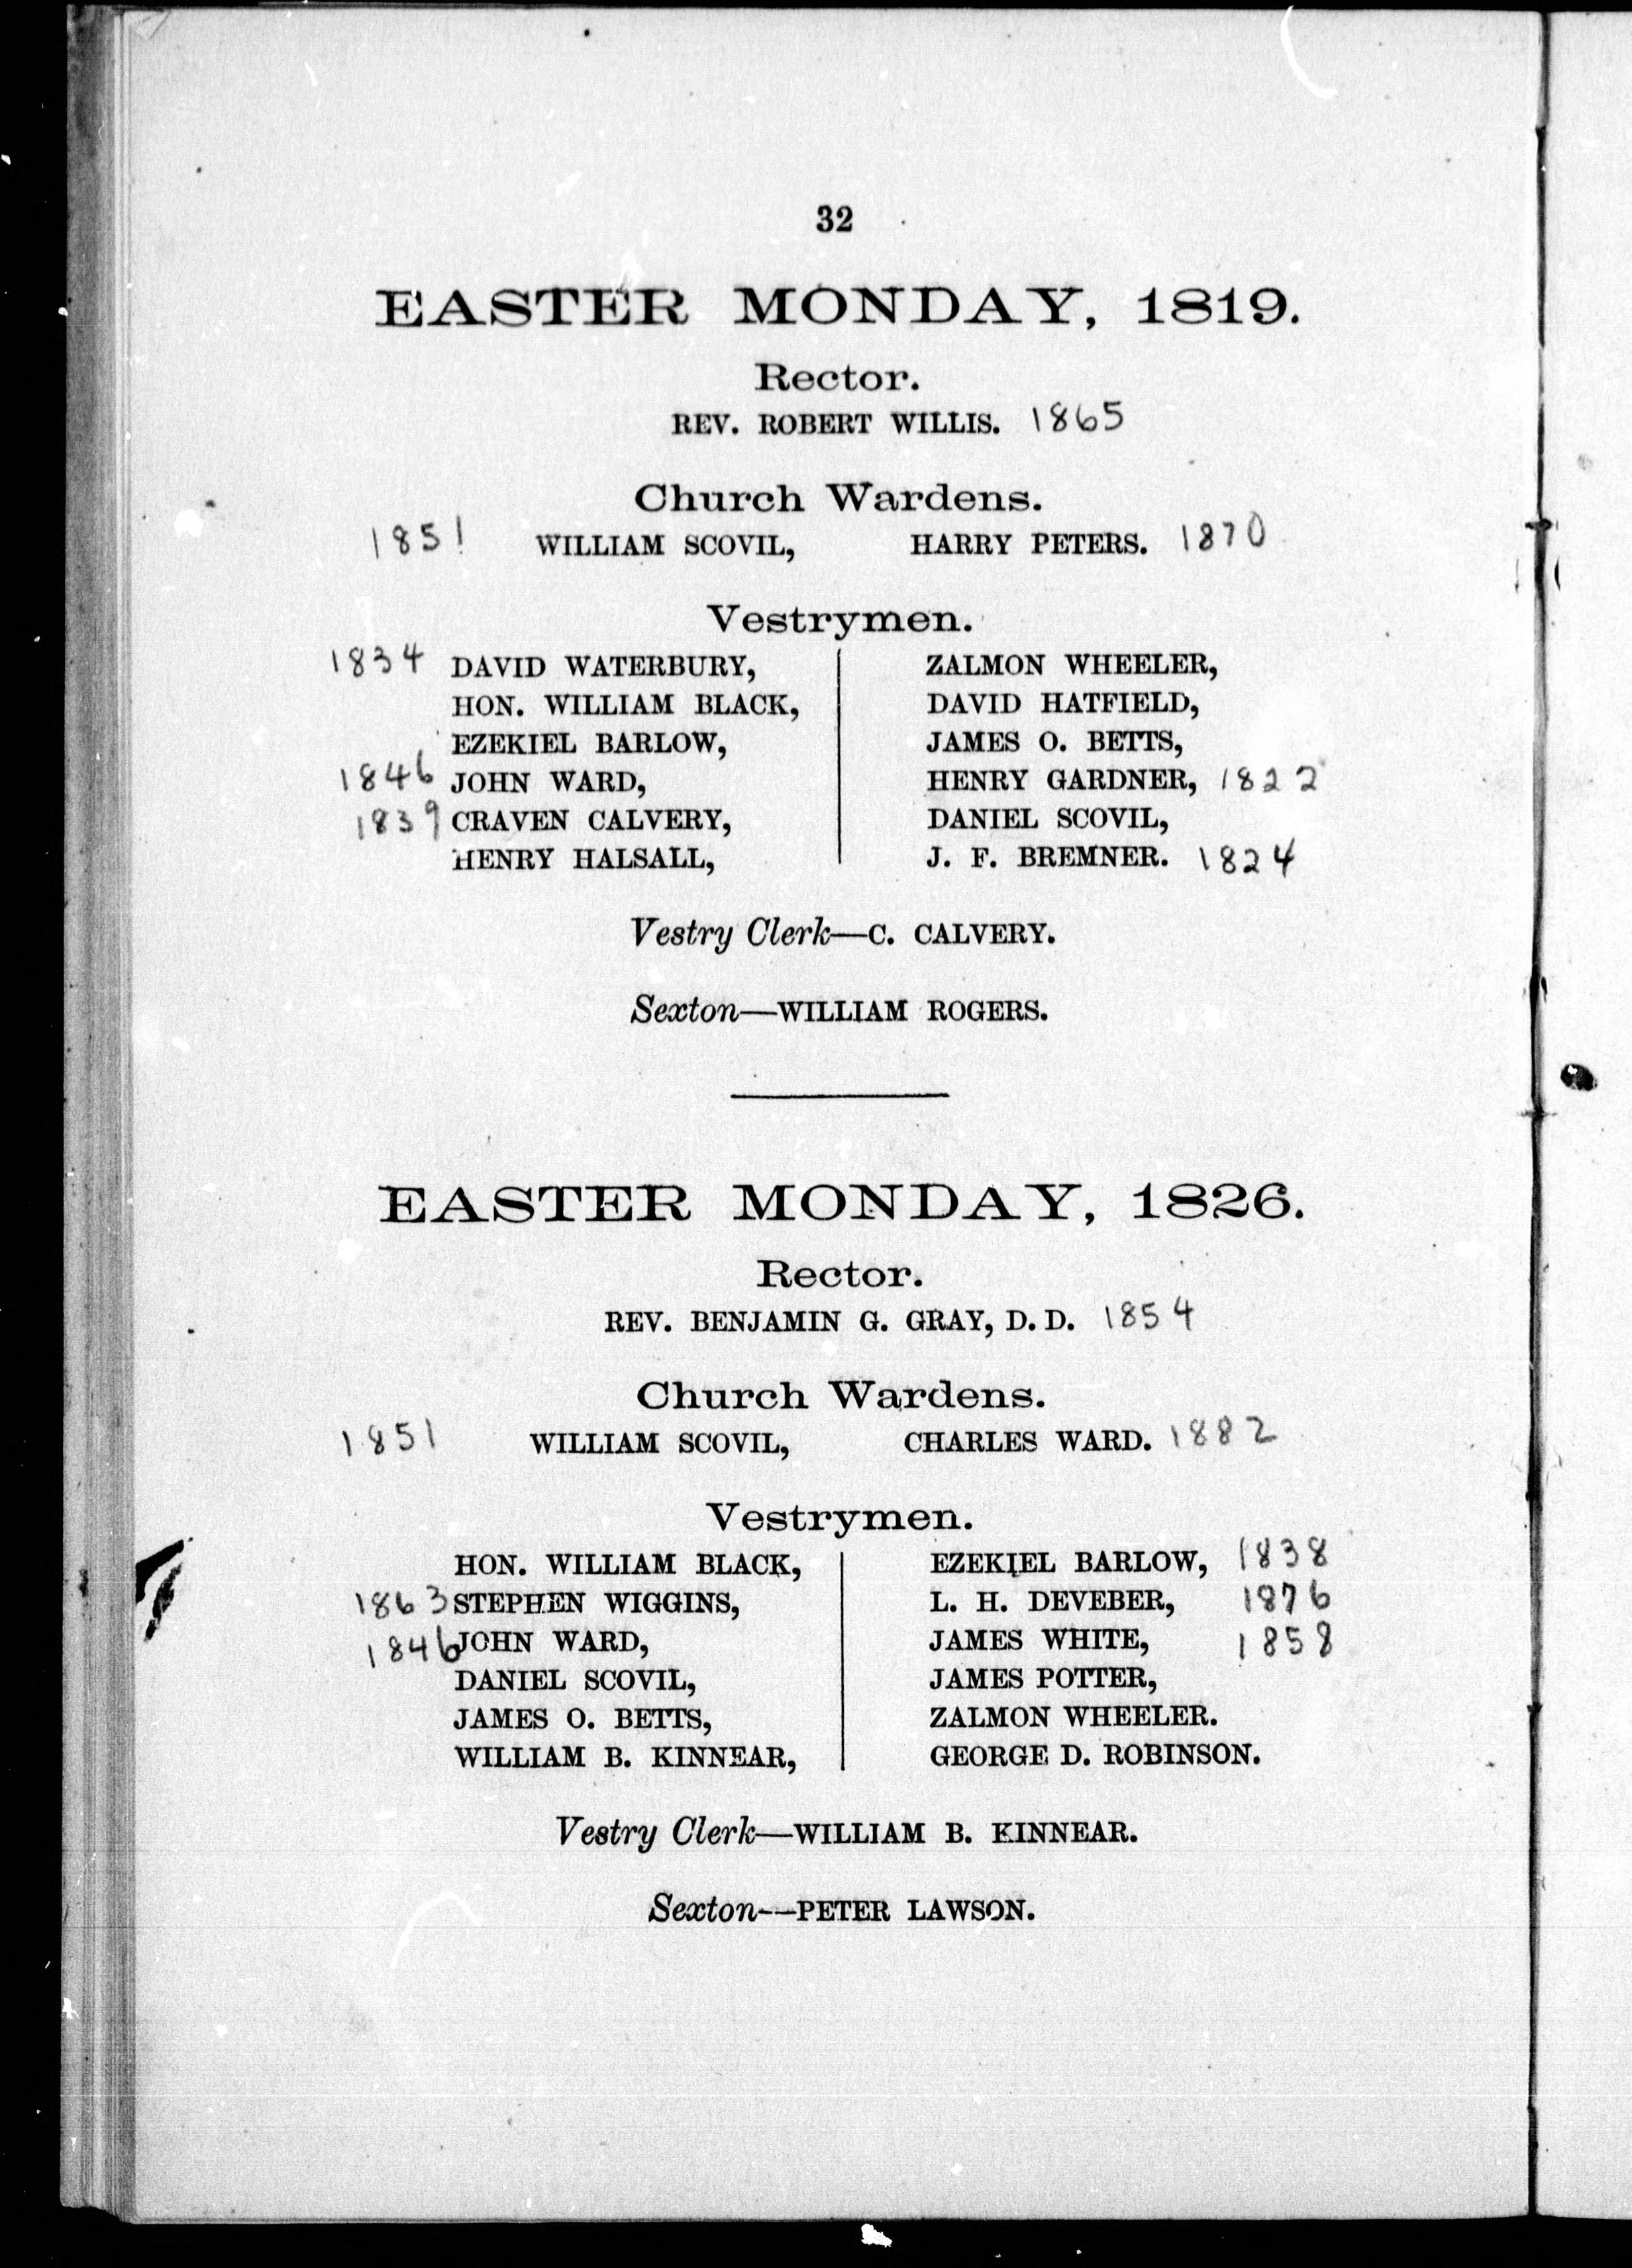 32
EASTER MONDAY, 1819.
Rector.
REV. ROBERT WILLIS. 1865
Church Wardens.
1851 WILLIAM SCOVIL, HARRY PETERS. 1870
Vestrymen.
1834 DAVID WATERBURY,
HON. WILLIAM BLACK,
EZEKIEL BARLOW,
1846 JOHN WARD,
1839 CRAVEN CALVERY,
HENRY HALSALL,
ZALMON WHEELER,
DAVID HATFIELD,
JAMES O. BETTS,
HENRY GARDNER, 1822
DANIEL SCOVIL,
J. F. BREMNER. 1824
Vestry Clerk—C. CALVERY.
Sexton—WILLIAM ROGERS.
EASTER MONDAY, 1826.
Rector.
REV. BENJAMIN G. GRAY, D. D. 1854
Church Wardens.
1851 WILLIAM SCOVIL, CHARLES WARD. 1882
Vestrymen.
HON. WILLIAM BLACK,
1863 STEPHEN WIGGINS,
1846 JOHN WARD,
DANIEL SCOVIL,
JAMES O. BETTS,
WILLIAM B. KINNEAR,
EZEKIEL BARLOW, 1838
L. H. DEVEBER, 1876
JAMES WHITE, 1858
JAMES POTTER,
ZALMON WHEELER.
GEORGE D. ROBINSON.
Vestry Clerk—WILLIAM B. KINNEAR.
Sexton—PETER LAWSON.